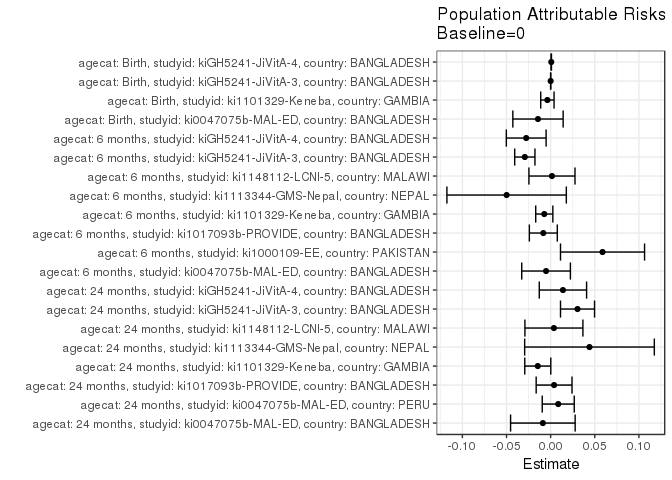 Population Attributable Risks
Baseline=0
agecat: Birth, studyid: kiGH5241-JiVitA-4, country: BANGLADESH
agecat: Birth, studyid: kiGH5241-JiVitA-3, country: BANGLADESH
agecat: Birth, studyid: ki1101329-Keneba, country: GAMBIA
agecat: Birth, studyid: ki0047075b-MAL-ED, country: BANGLADESH
agecat: 6 months, studyid: kiGH5241-JiVitA-4, country: BANGLADESH
agecat: 6 months, studyid: kiGH5241-JiVitA-3, country: BANGLADESH
agecat: 6 months, studyid: ki1148112-LCNI-5, country: MALAWI
agecat: 6 months, studyid: ki1113344-GMS-Nepal, country: NEPAL
agecat: 6 months, studyid: ki1101329-Keneba, country: GAMBIA
agecat: 6 months, studyid: ki1017093b-PROVIDE, country: BANGLADESH
agecat: 6 months, studyid: ki1000109-EE, country: PAKISTAN
agecat: 6 months, studyid: ki0047075b-MAL-ED, country: BANGLADESH
agecat: 24 months, studyid: kiGH5241-JiVitA-4, country: BANGLADESH
agecat: 24 months, studyid: kiGH5241-JiVitA-3, country: BANGLADESH
agecat: 24 months, studyid: ki1148112-LCNI-5, country: MALAWI
agecat: 24 months, studyid: ki1113344-GMS-Nepal, country: NEPAL
agecat: 24 months, studyid: ki1101329-Keneba, country: GAMBIA
agecat: 24 months, studyid: ki1017093b-PROVIDE, country: BANGLADESH
agecat: 24 months, studyid: ki0047075b-MAL-ED, country: PERU
agecat: 24 months, studyid: ki0047075b-MAL-ED, country: BANGLADESH
-0.10 -0.05 0.00 0.05 0.10
Estimate